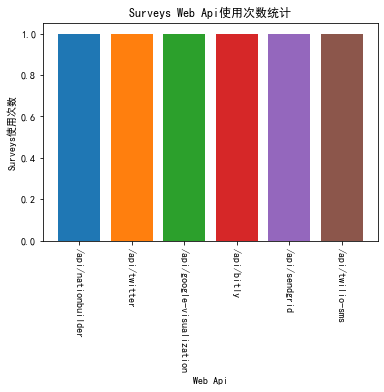 Surveys Web Api使用次数统计
Surveys使用次数
1.0
0.8
0.6
0.4
0.2
0.0
/api/nationbuilder
/api/twitter
/api/google-visualization
/api/bitly
/api/sendgrid
/api/twilio-sms
Web Api